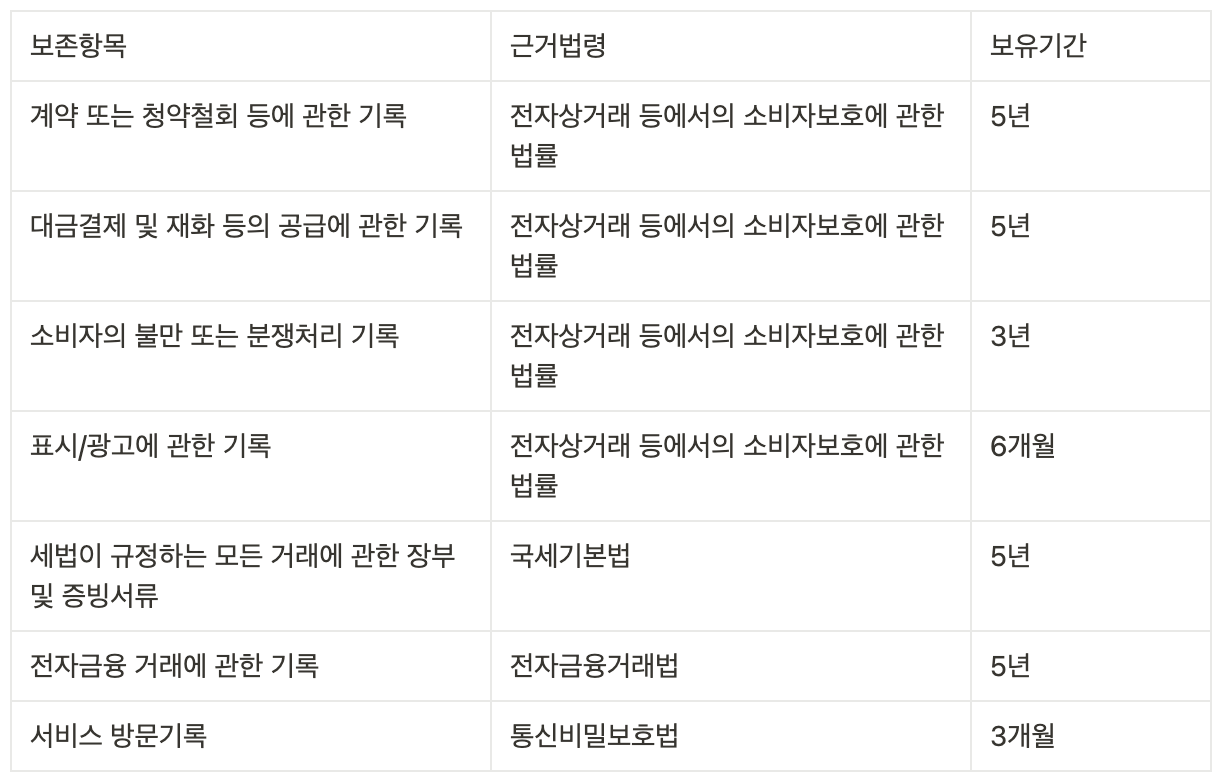 보존항목
근거법령
보유기간
계약 또는 청약철회 등에 관한 기록
전자상거래 등에서의 소비자보호에 관한
법률
5년
대금결제 및 재화 등의 공급에 관한 기록
전자상거래 등에서의 소비자보호에 관한
법률
5년
소비자의 불만 또는 분쟁처리 기록
전자상거래 등에서의 소비자보호에 관한
법률
3년
표시/광고에 관한 기록
전자상거래 등에서의 소비자보호에 관한
법률
6개월
세법이 규정하는 모든 거래에 관한 장부
및 증빙서류
국세기본법
5년
전자금융 거래에 관한 기록
전자금융거래법
5년
서비스 방문기록
통신비밀보호법
3개월